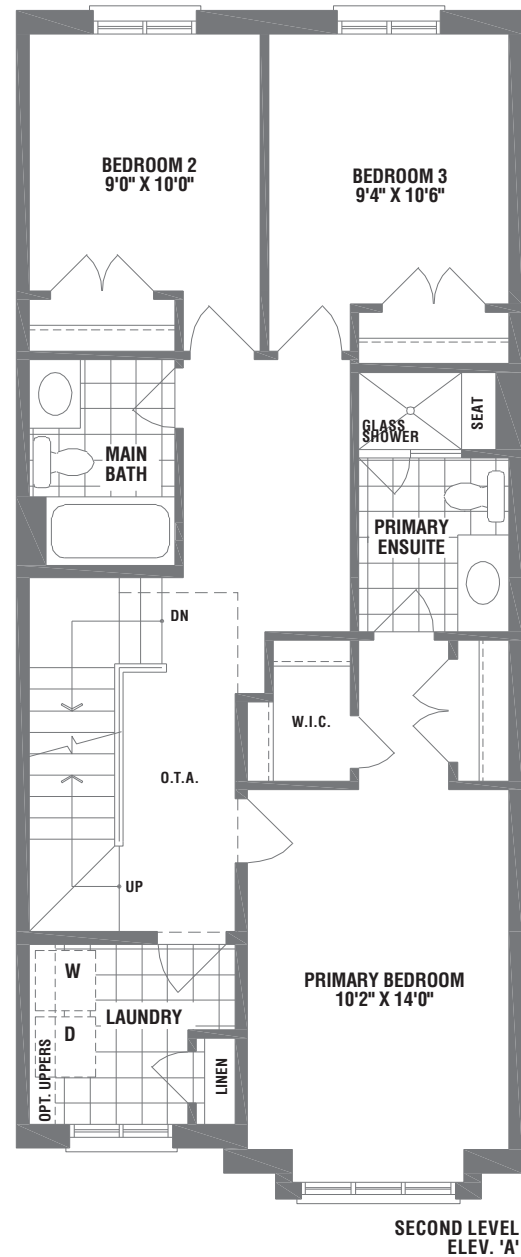 BEDROOM 2
9'0" X 10'0"
BEDROOM 3
9'4" X 10'6"
GLASS
SHOWER
SEAT
MAIN
BATH
PRIMARY
ENSUITE
DN
W.I.C.
O.T.A.
UP
W
D
LAUNDRY
OPT. UPPERS
LINEN
PRIMARY BEDROOM
10'2" X 14'0"
SECOND LEVEL
ELEV. 'A'